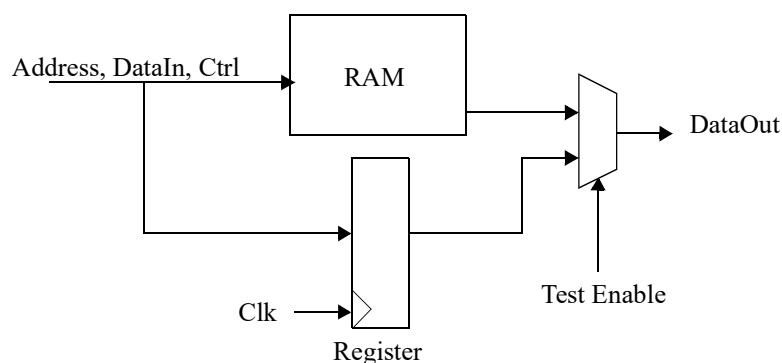 Address, DataIn, Ctrl
RAM
DataOut
Test Enable
Clk
Register